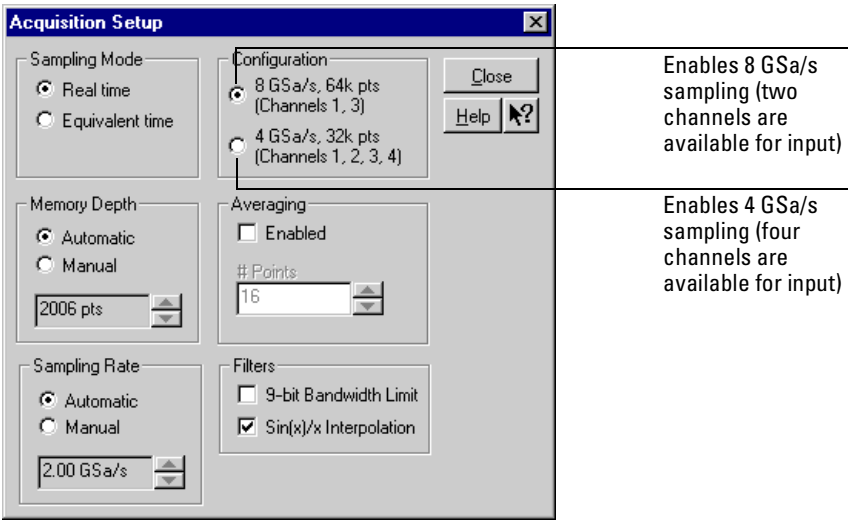 Acquisition Setup
Sampling Mode
Real time
Equivalent time
Configuration
8 GSa/s, 64k pts
(Channels 1, 3)
4 GSa/s, 32k pts
(Channels 1, 2, 3, 4)
Close
Help
?
Memory Depth
Automatic
Manual
2006 pts
Averaging
Enabled
# Points
16
Sampling Rate
Automatic
Manual
2.00 GSa/s
Filters
9-bit Bandwidth Limit
Sin(x)/x Interpolation
Enables 8 GSa/s
sampling (two
channels are
available for input)
Enables 4 GSa/s
sampling (four
channels are
available for input)